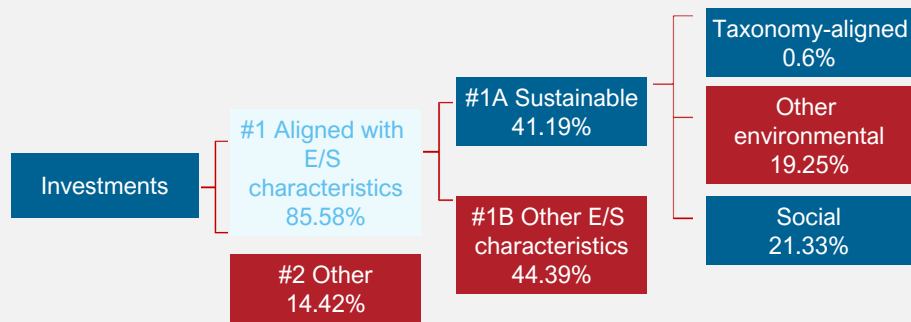 Investments
#1 Aligned with
E/S
characteristics
85.58%
#2 Other
14.42%
#1A Sustainable
41.19%
#1B Other E/S
characteristics
44.39%
Taxonomy-aligned
0.6%
Other
environmental
19.25%
Social
21.33%